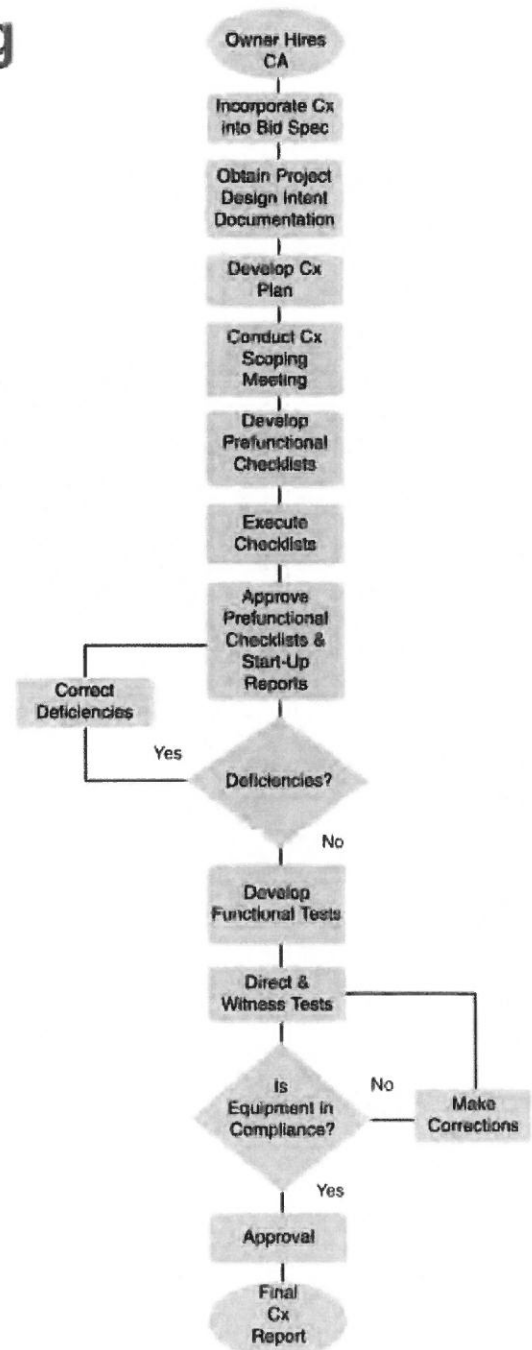 g
Owner Hires
CA
Incorporate Cx
into Bid Spec
Obtain Project
Design Intent
Documentation
Develop Cx
Plan
Conduct Cx
Scoping
Meeting
Develop
Prefunctional
Checklists
Execute
Checklists
Approve
Prefunctional
Checklists &
Start-Up
Reports
Correct
Deficiencies
Yes
Deficiencies?
No
Develop
Functional Tests
Direct &
Witness Tests
Is
Equipment in
Compliance?
No
Make
Corrections
Yes
Approval
Final
Cx
Report